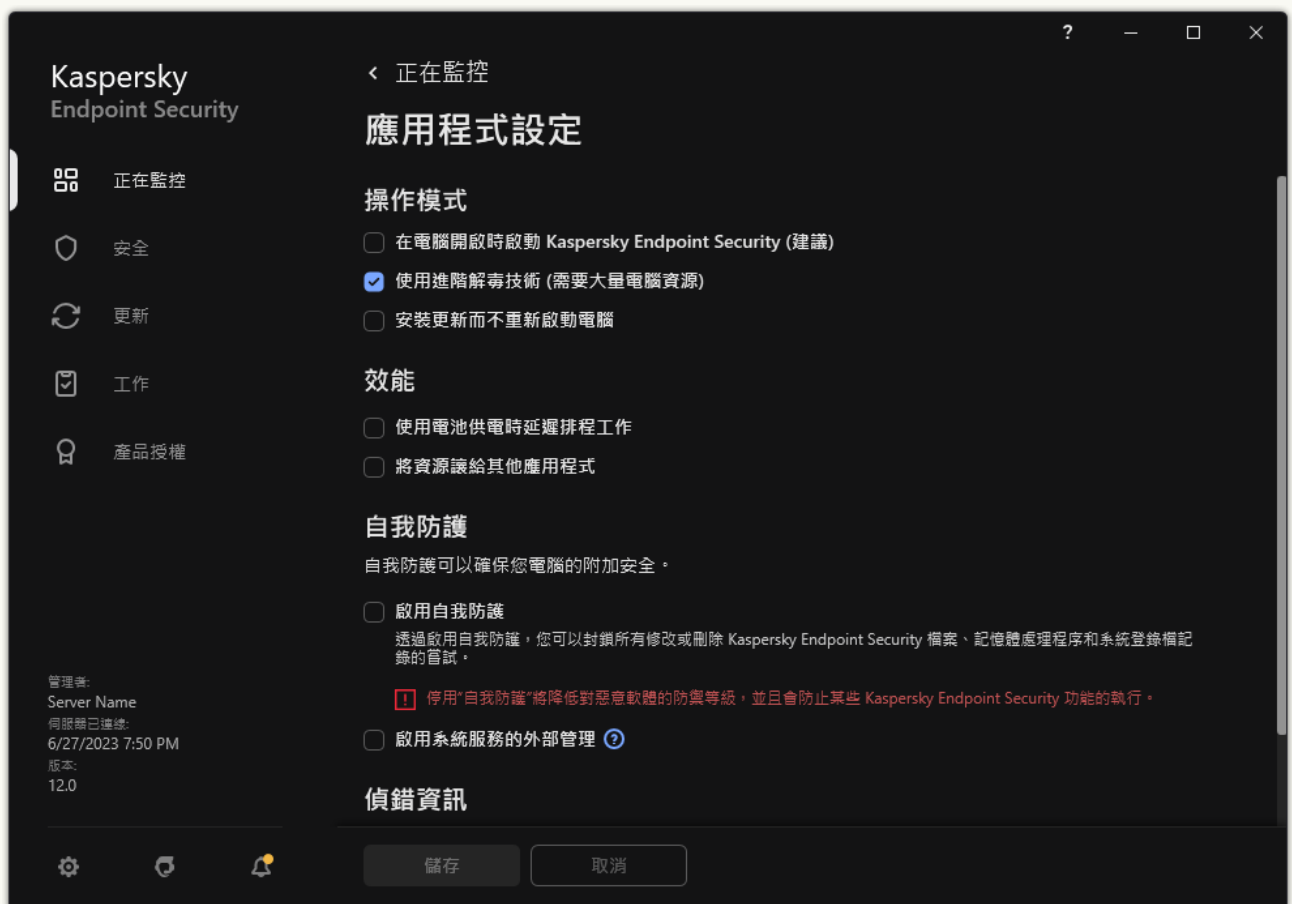 ?
Kaspersky
Endpoint Security
正在監控
安全
更新
工作
產品授權
管理者:
Server Name
伺服器已連線:
6/27/2023 7:50 PM
版本:
12.0
正在監控
應用程式設定
操作模式
在電腦開啟時啟動 Kaspersky Endpoint Security (建議)
使用進階解毒技術 (需要大量電腦資源)
安裝更新而不重新啟動電腦
效能
使用電池供電時延遲排程工作
將資源讓給其他應用程式
自我防護
自我防護可以確保您電腦的附加安全。
啟用自我防護
透過啟用自我防護，您可以封鎖所有修改或刪除 Kaspersky Endpoint Security 檔案、記憶體處理程序和系統登錄檔記
錄的嘗試。
停用"自我防護"將降低對惡意軟體的防禦等級，並且會防止某些 Kaspersky Endpoint Security 功能的執行。
啟用系統服務的外部管理 ?
偵錯資訊
儲存
取消